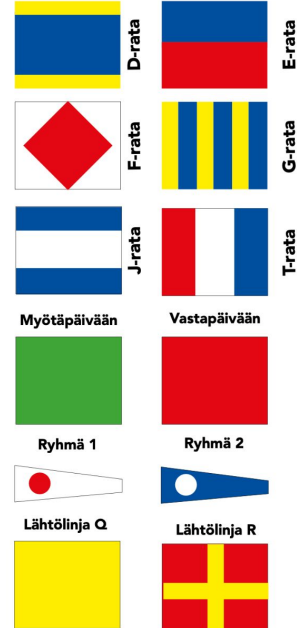 D-rata
E-rata
F-rata
G-rata
J-rata
T-rata
Myötäpäivään
Vastapäivään
Ryhmä 1
Ryhmä 2
Lähtölinja Q
Lähtölinja R